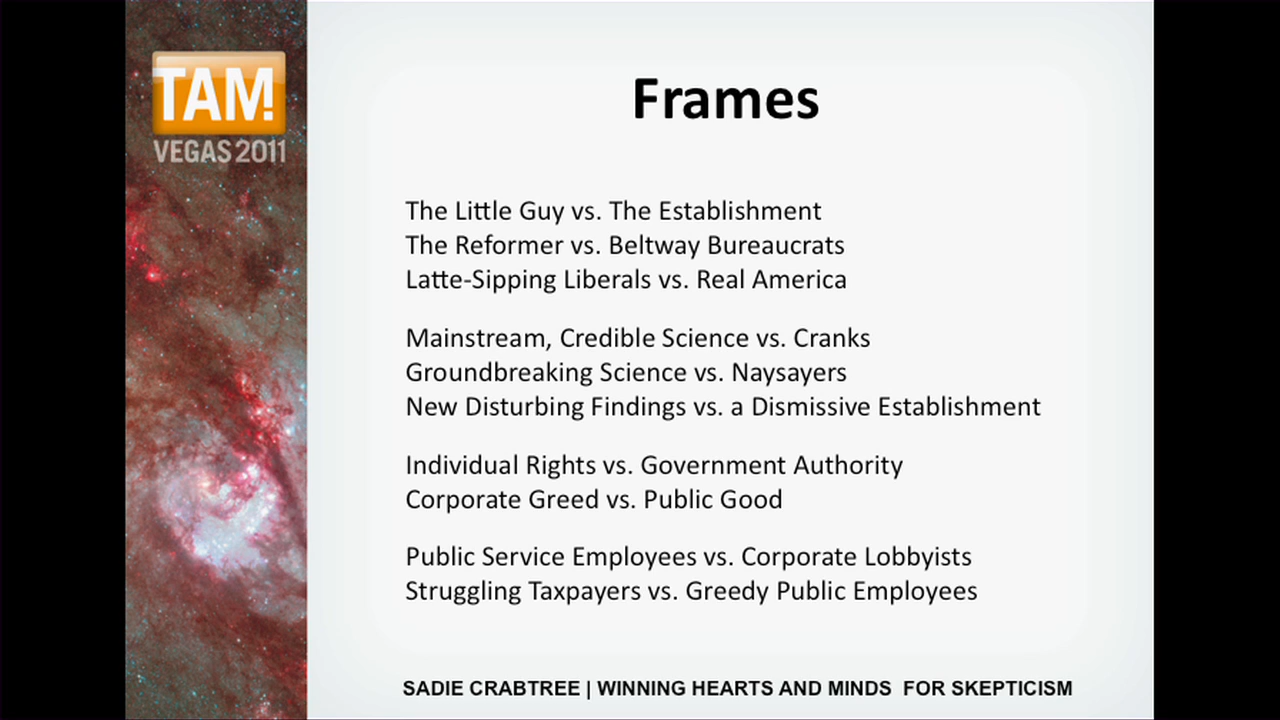 TAM!
VEGAS 2011
Frames
The Little Guy vs. The Establishment
The Reformer vs. Beltway Bureaucrats
Latte-Sipping Liberals vs. Real America
Mainstream, Credible Science vs. Cranks
Groundbreaking Science vs. Naysayers
New Disturbing Findings vs. a Dismissive Establishment
Individual Rights vs. Government Authority
Corporate Greed vs. Public Good
Public Service Employees vs. Corporate Lobbyists
Struggling Taxpayers vs. Greedy Public Employees
SADIE CRABTREE | WINNING HEARTS AND MINDS  FOR SKEPTICISM